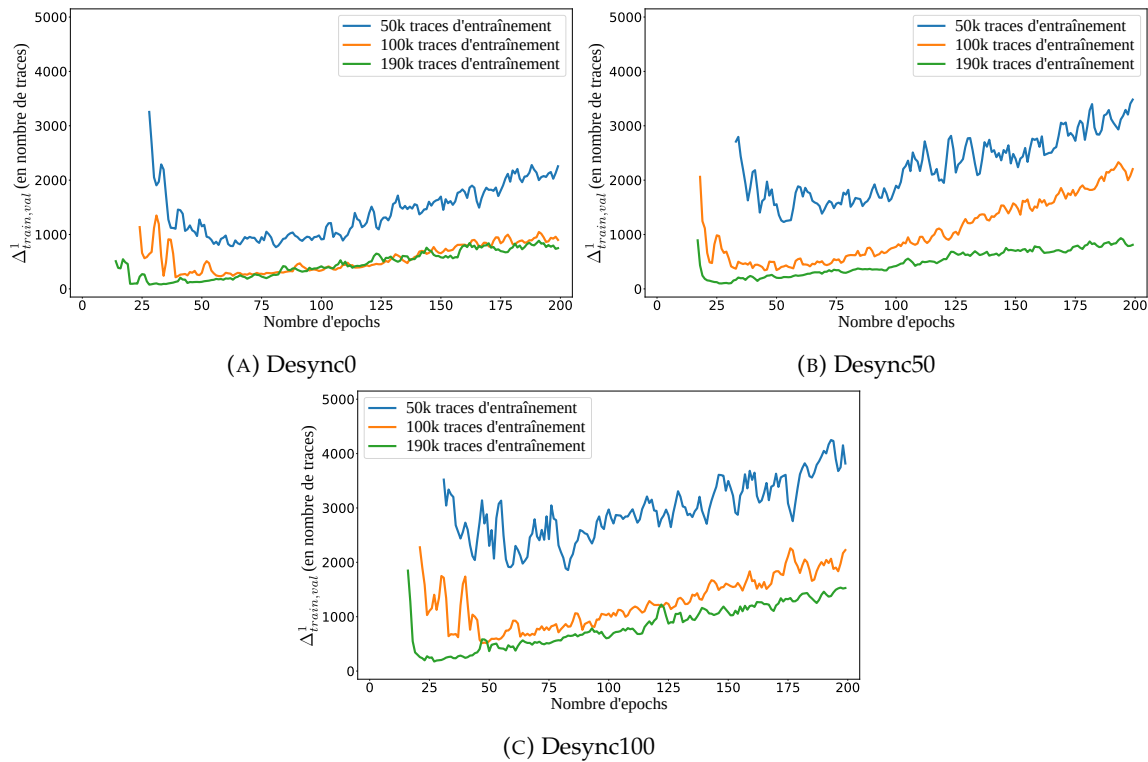 5000
4000
3000
2000
1000
0
Δ¹train,val (en nombre de traces)
50k traces d'entraînement
100k traces d'entraînement
190k traces d'entraînement
0 25 50 75 100 125 150 175 200
Nombre d'epochs
(A) Desync0
5000
4000
3000
2000
1000
0
Δ¹train,val (en nombre de traces)
50k traces d'entraînement
100k traces d'entraînement
190k traces d'entraînement
0 25 50 75 100 125 150 175 200
Nombre d'epochs
(B) Desync50
5000
4000
3000
2000
1000
0
Δ¹train,val (en nombre de traces)
50k traces d'entraînement
100k traces d'entraînement
190k traces d'entraînement
0 25 50 75 100 125 150 175 200
Nombre d'epochs
(C) Desync100